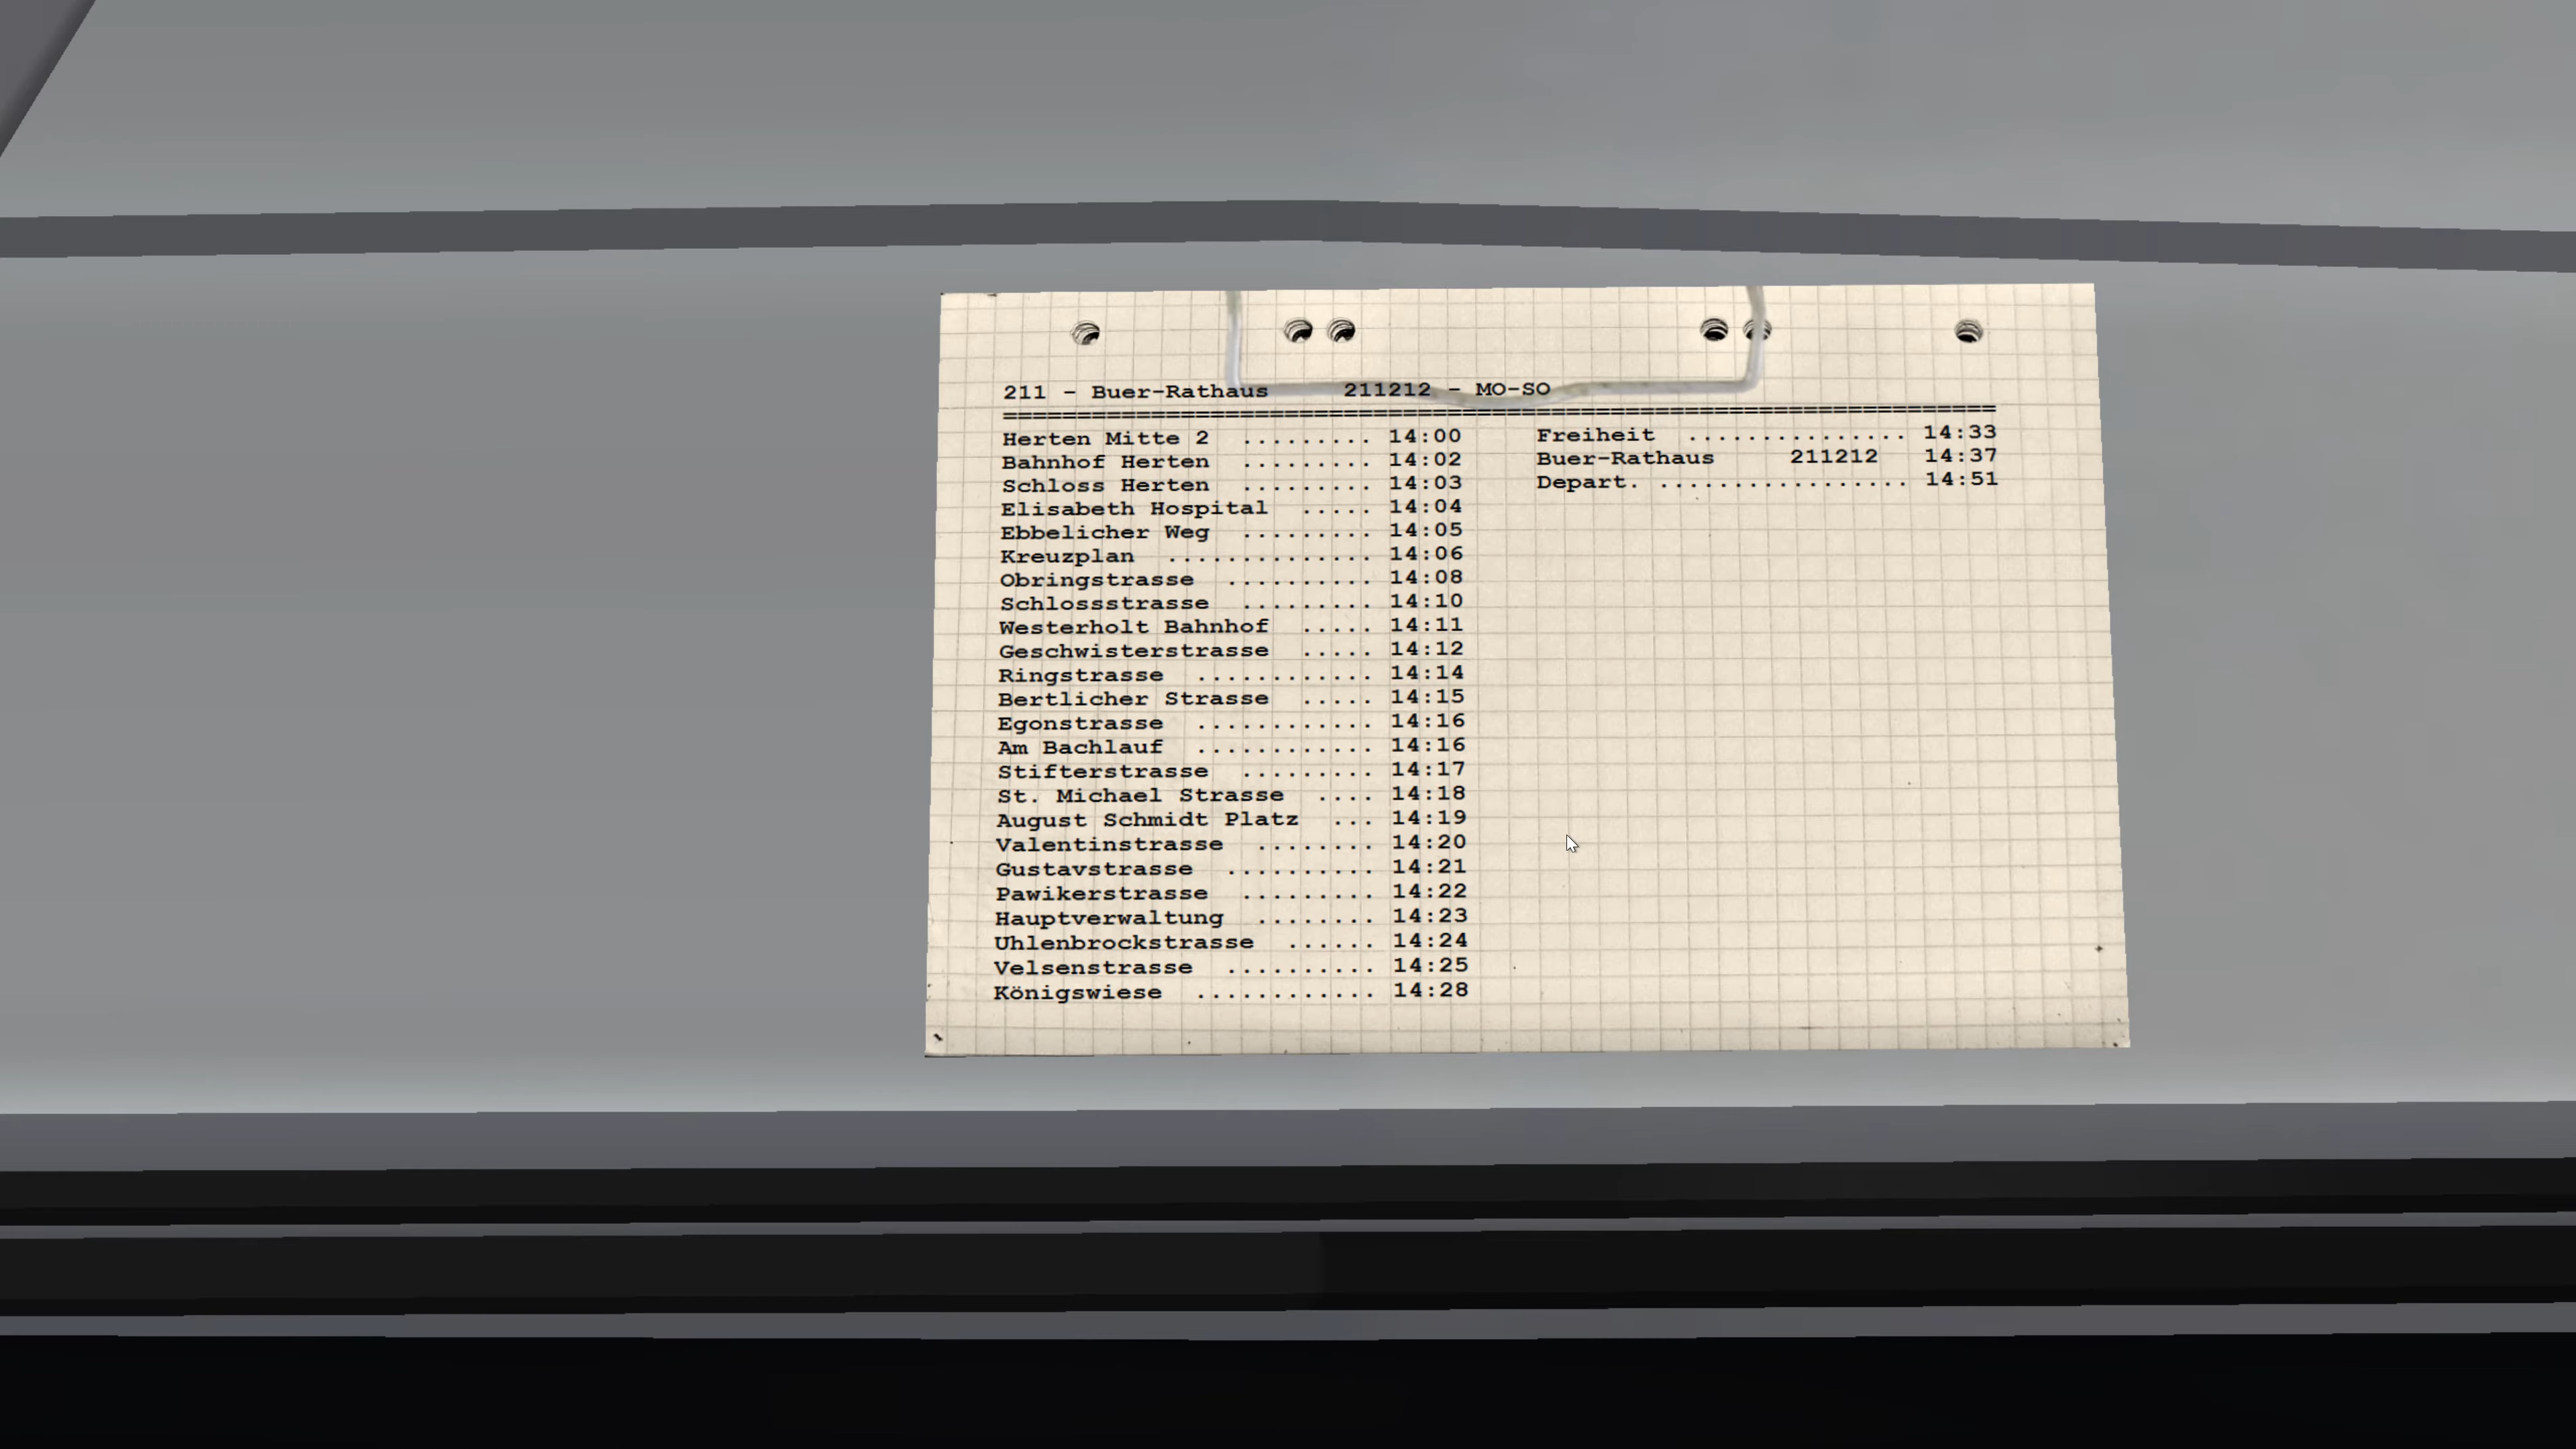 211 - Buer-Rathaus 211212 - MO-SO
===================================================================
Herten Mitte 2 ......... 14:00
Bahnhof Herten ......... 14:02
Schloss Herten ......... 14:03
Elisabeth Hospital ..... 14:04
Ebbelicher Weg ......... 14:05
Kreuzplan .............. 14:06
Obringstrasse .......... 14:08
Schlossstrasse ......... 14:10
Westerholt Bahnhof ..... 14:11
Geschwisterstrasse ..... 14:12
Ringstrasse ............ 14:14
Bertlicher Strasse ..... 14:15
Egonstrasse ............ 14:16
Am Bachlauf ............ 14:16
Stifterstrasse ......... 14:17
St. Michael Strasse .... 14:18
August Schmidt Platz ... 14:19
Valentinstrasse ........ 14:20
Gustavstrasse .......... 14:21
Pawikerstrasse ......... 14:22
Hauptverwaltung ........ 14:23
Uhlenbrockstrasse ...... 14:24
Velsenstrasse .......... 14:25
Königswiese ............ 14:28
Freiheit ............... 14:33
Buer-Rathaus 211212 14:37
Depart. ................. 14:51